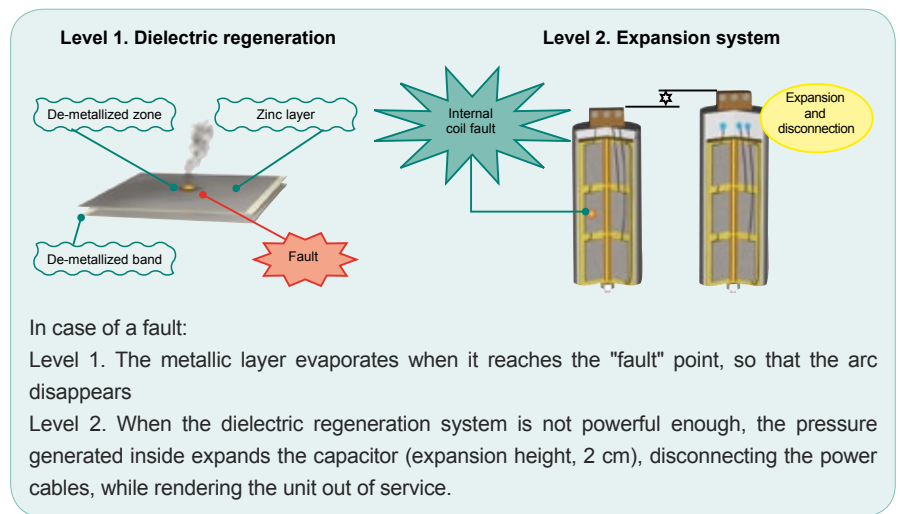 Level 1. Dielectric regeneration
Level 2. Expansion system
De-metallized zone
Zinc layer
De-metallized band
Fault
Internal
coil fault
Expansion
and
disconnection
In case of a fault:
Level 1. The metallic layer evaporates when it reaches the "fault" point, so that the arc
disappears
Level 2. When the dielectric regeneration system is not powerful enough, the pressure
generated inside expands the capacitor (expansion height, 2 cm), disconnecting the power
cables, while rendering the unit out of service.